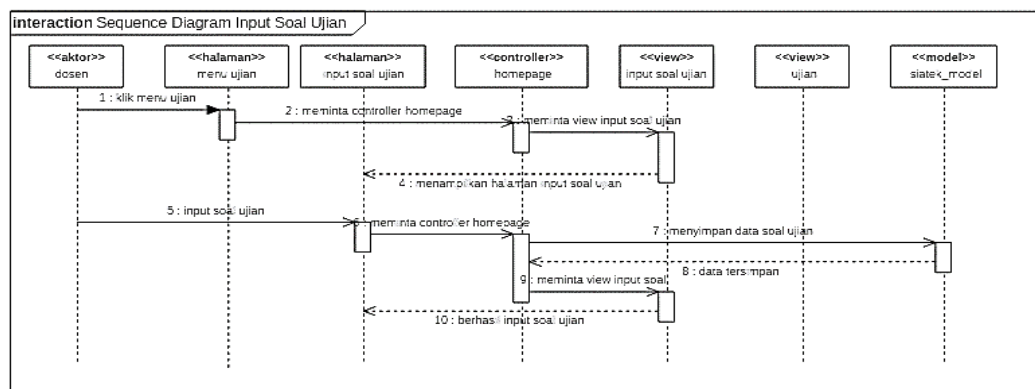 interaction Sequence Diagram Input Soal Ujian
<<aktor>>
dosen
<<halaman>>
menu ujian
<<halaman>>
input soal ujian
<<controller>>
homepage
<<view>>
input soal ujian
<<view>>
ujian
<<model>>
siatek_model
1 : klik menu ujian
2 : meminta controller homepage
3 : meminta view input soal ujian
4 : menampilkan halaman input soal ujian
5 : input soal ujian
6 : meminta controller homepage
7 : menyimpan data soal ujian
8 : data tersimpan
9 : meminta view input soal
10 : berhasil input soal ujian